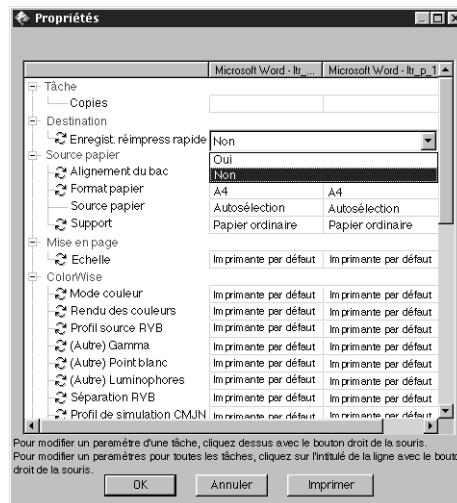 Propriétés
Microsoft Word - ltr_... Microsoft Word - ltr_p_1
Tâche
Copies
Destination
Enregist. réimpress rapide Non
Source papier Oui
Alignement du bac Non
Format papier A4 A4
Source papier Autosélection Autosélection
Support Papier ordinaire Papier ordinaire
Mise en page
Echelle Imprimante par défaut Imprimante par défaut
ColorWise
Mode couleur Imprimante par défaut Imprimante par défaut
Rendu des couleurs Imprimante par défaut Imprimante par défaut
Profil source RVB Imprimante par défaut Imprimante par défaut
(Autre) Gamma Imprimante par défaut Imprimante par défaut
(Autre) Point blanc Imprimante par défaut Imprimante par défaut
(Autre) Luminophores Imprimante par défaut Imprimante par défaut
Séparation RVB Imprimante par défaut Imprimante par défaut
Profil de simulation CMJN Imprimante par défaut Imprimante par défaut
Pour modifier un paramètre d'une tâche, cliquez dessus avec le bouton droit de la souris.
Pour modifier un paramètres pour toutes les tâches, cliquez sur l'intitulé de la ligne avec le bouton
droit de la souris.
OK Annuler Imprimer